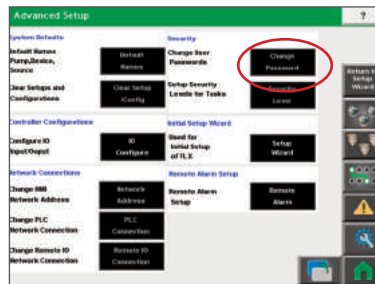 Advanced Setup
?
System Defaults
Default Names
Pump,Device,
Source
Default
Names
Clear Setups and
Configurations
Clear Setup
/Config
Controller Configurations
Configure IO
Input/Ouput
IO
Configure
Network Connections
Change HMI
Network Address
Network
Address
Change PLC
Network Connection
PLC
Connection
Change Remote IO
Network Connection
Remote IO
Connection
Security
Change User
Passwords
Change
Password
Setup Security
Levels for Tasks
Security
Level
Initial Setup Wizard
Used for
Initial Setup
of FLX
Setup
Wizard
Remote Alarm Setup
Remote Alarm
Setup
Remote
Alarm
Return to
Setup
Wizard